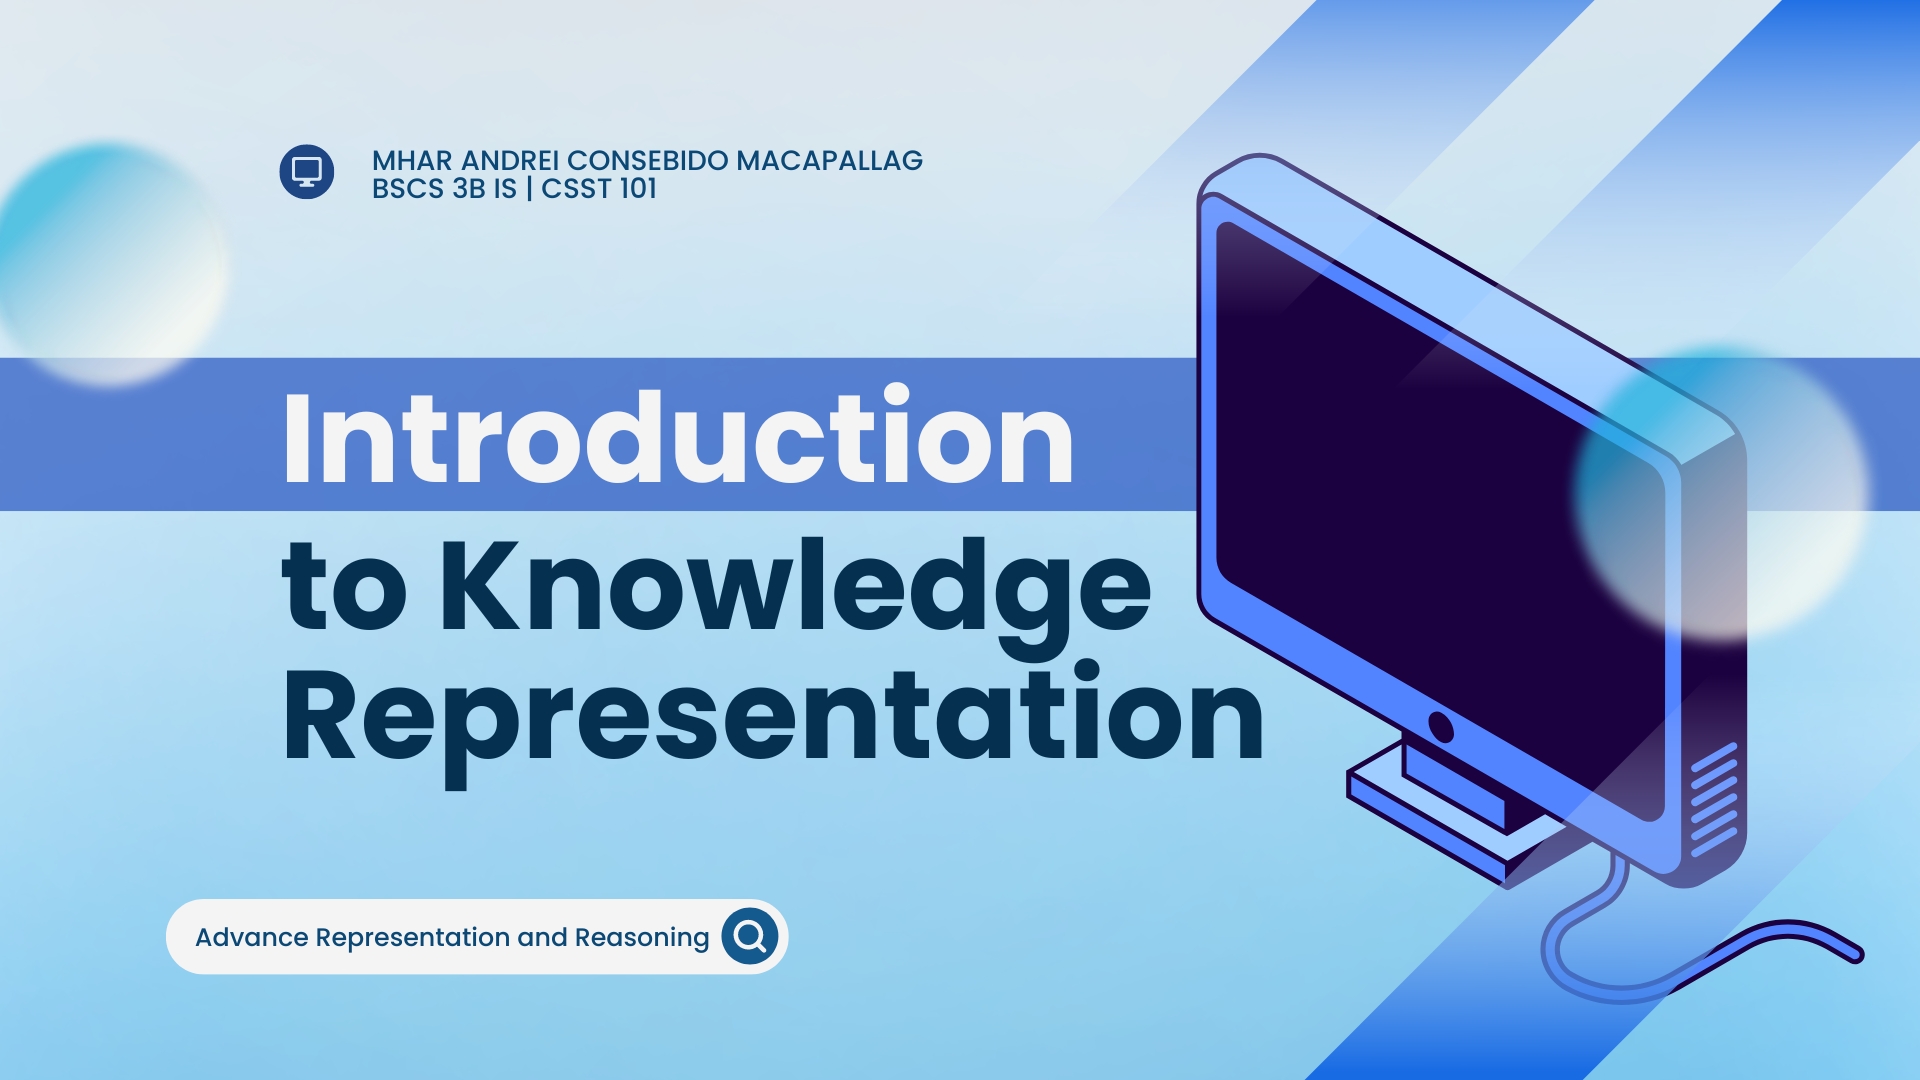 MHAR ANDREI CONSEBIDO MACAPALLAG
BSCS 3B IS | CSST 101
Introduction
to Knowledge
Representation
Advance Representation and Reasoning